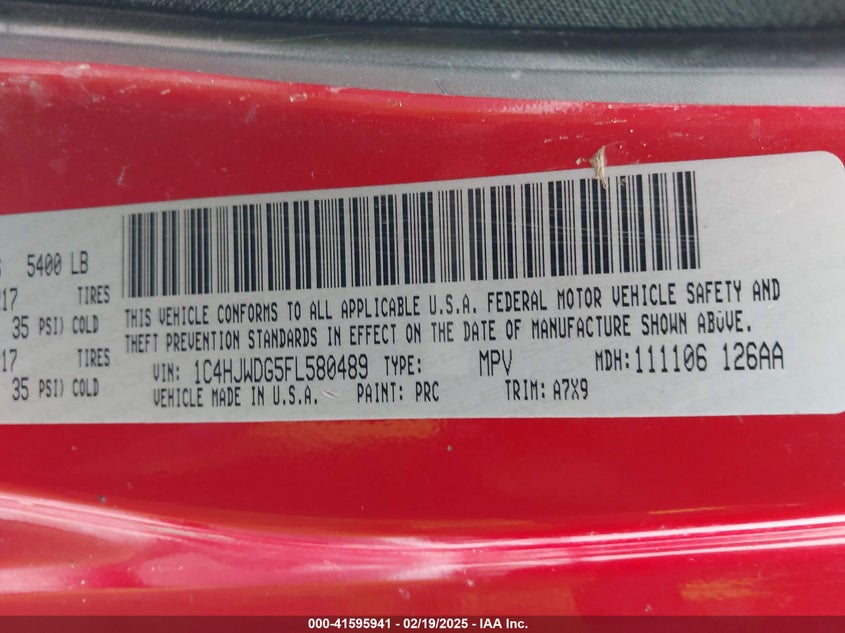 5400 LB
17 TIRES
35 PSI) COLD
17 TIRES
35 PSI) COLD
THIS VEHICLE CONFORMS TO ALL APPLICABLE U.S.A. FEDERAL MOTOR VEHICLE SAFETY AND
THEFT PREVENTION STANDARDS IN EFFECT ON THE DATE OF MANUFACTURE SHOWN ABOVE.
VIN: 1C4HJWDG5FL580489 TYPE: MPV MDH: 111106 126AA
VEHICLE MADE IN U.S.A. PAINT: PRC TRIM: A7X9
000-41595941 - 02/19/2025 - IAA Inc.